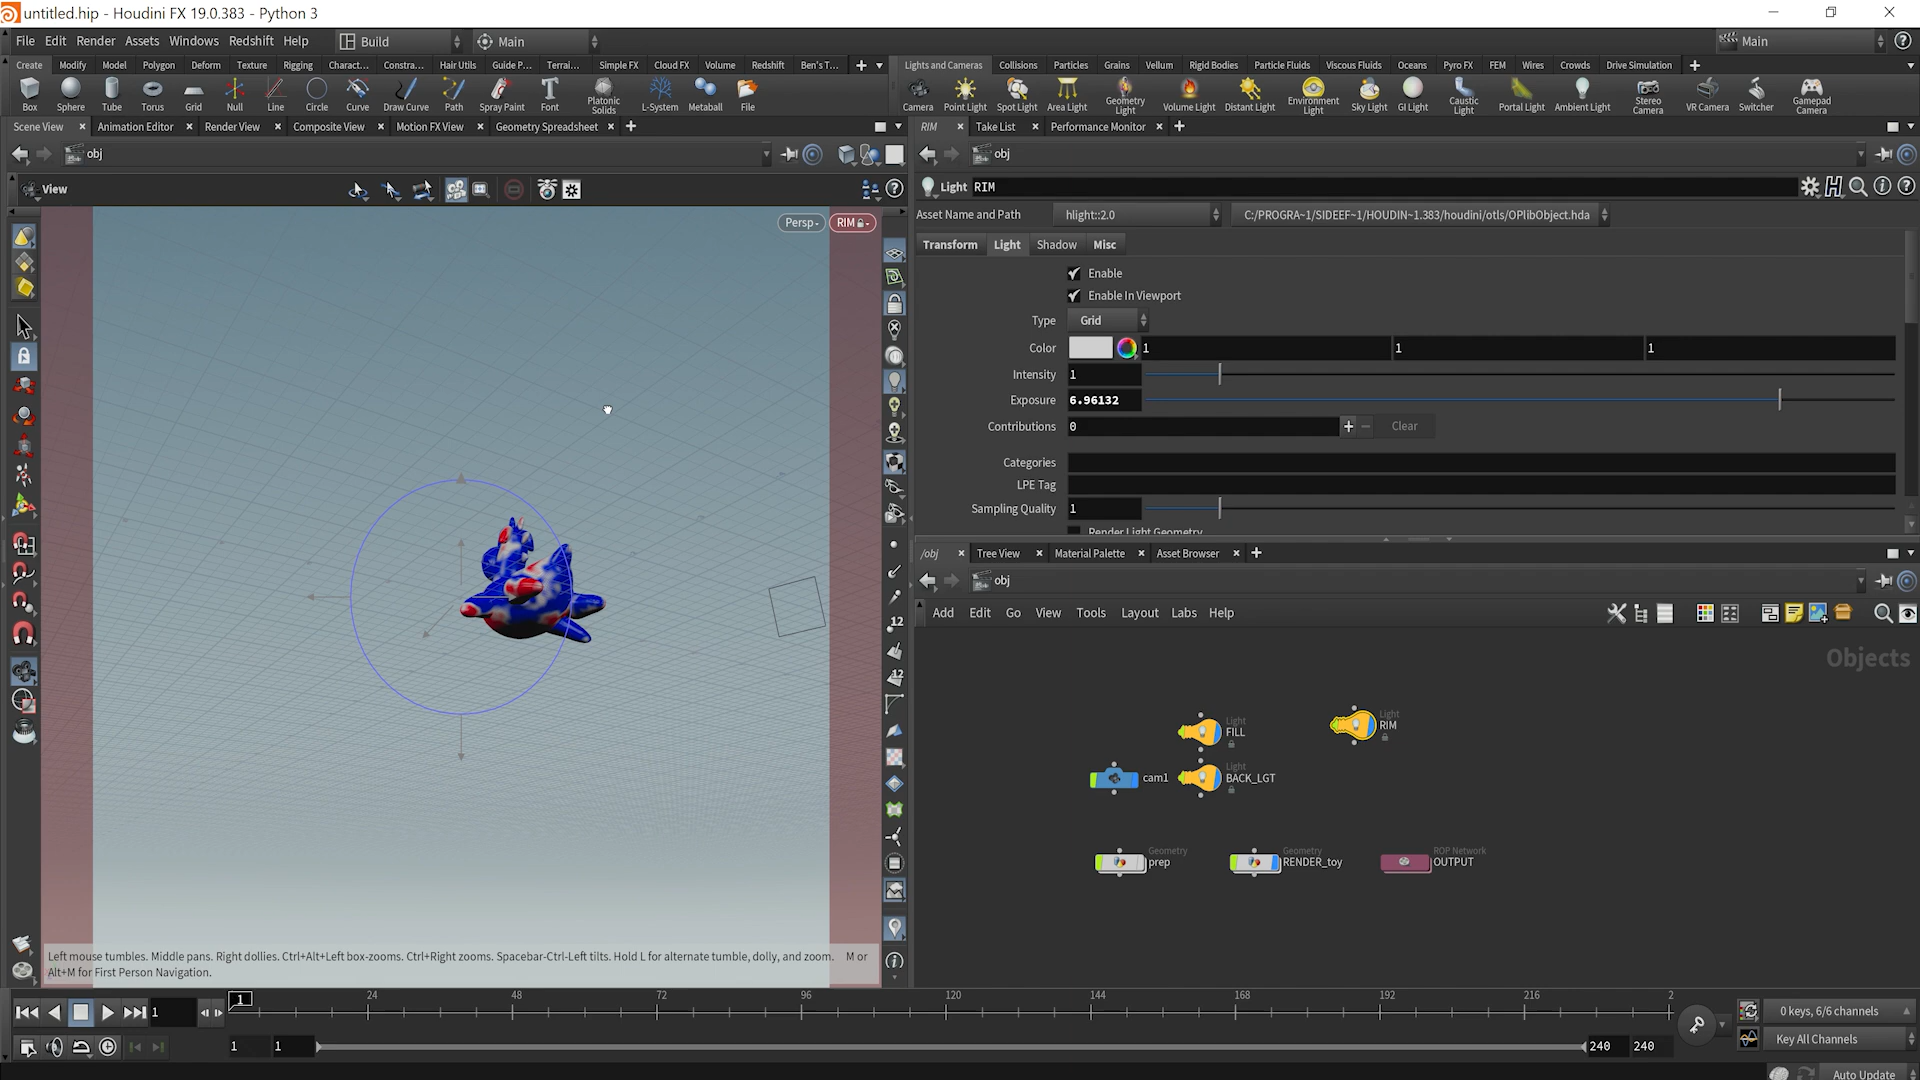 untitled.hip - Houdini FX 19.0.383 - Python 3
File Edit Render Assets Windows Redshift Help Build Main Main
Create Modify Model Polygon Deform Texture Rigging Charact... Constra... Hair Utils Guide P... Terrai... Simple FX Cloud FX Volume Redshift Ben's T...
Lights and Cameras Collisions Particles Grains Vellum Rigid Bodies Particle Fluids Viscous Fluids Oceans Pyro FX FEM Wires Crowds Drive Simulation
Box Sphere Tube Torus Grid Null Line Circle Curve Draw Curve Path Spray Paint Font Platonic Solids L-System Metaball File
Camera Point Light Spot Light Area Light Geometry Light Volume Light Distant Light Environment Light Sky Light GI Light Caustic Light Portal Light Ambient Light Stereo Camera VR Camera Switcher Gamepad Camera
Scene View Animation Editor Render View Composite View Motion FX View Geometry Spreadsheet
RIM Take List Performance Monitor
obj
obj
View
Light RIM
Asset Name and Path hlight::2.0 C:/PROGRA~1/SIDEEF~1/HOUDIN~1.383/houdini/otls/OPlibObject.hda
Persp RIM
Transform Light Shadow Misc
Enable
Enable In Viewport
Type Grid
Color 1 1 1
Intensity 1
Exposure 6.96132
Contributions 0 Clear
Categories
LPE Tag
Sampling Quality 1
Render Light Geometry
/obj Tree View Material Palette Asset Browser
obj
Add Edit Go View Tools Layout Labs Help
12
12
Objects
Light
FILL
Light
RIM
Light
BACK_LGT
cam1
Geometry
prep
Geometry
RENDER_toy
ROP Network
OUTPUT
Left mouse tumbles. Middle pans. Right dollies. Ctrl+Alt+Left box-zooms. Ctrl+Right zooms. Spacebar-Ctrl-Left tilts. Hold L for alternate tumble, dolly, and zoom. M or
Alt+M for First Person Navigation.
1 1 24 48 72 96 120 144 168 192 216 2
0 keys, 6/6 channels
1 1 240 240
Key All Channels
Auto Update